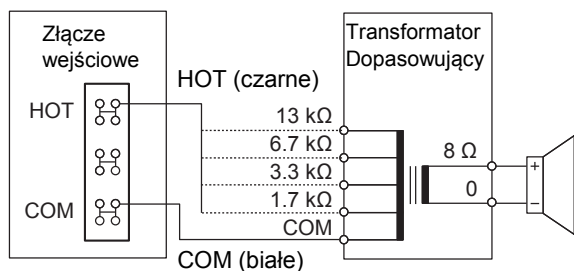 Złącze
wejściowe
HOT
COM
HOT (czarne)
COM (białe)
Transformator
Dopasowujący
13 kΩ
6.7 kΩ
3.3 kΩ
1.7 kΩ
COM
8 Ω
0
+
−